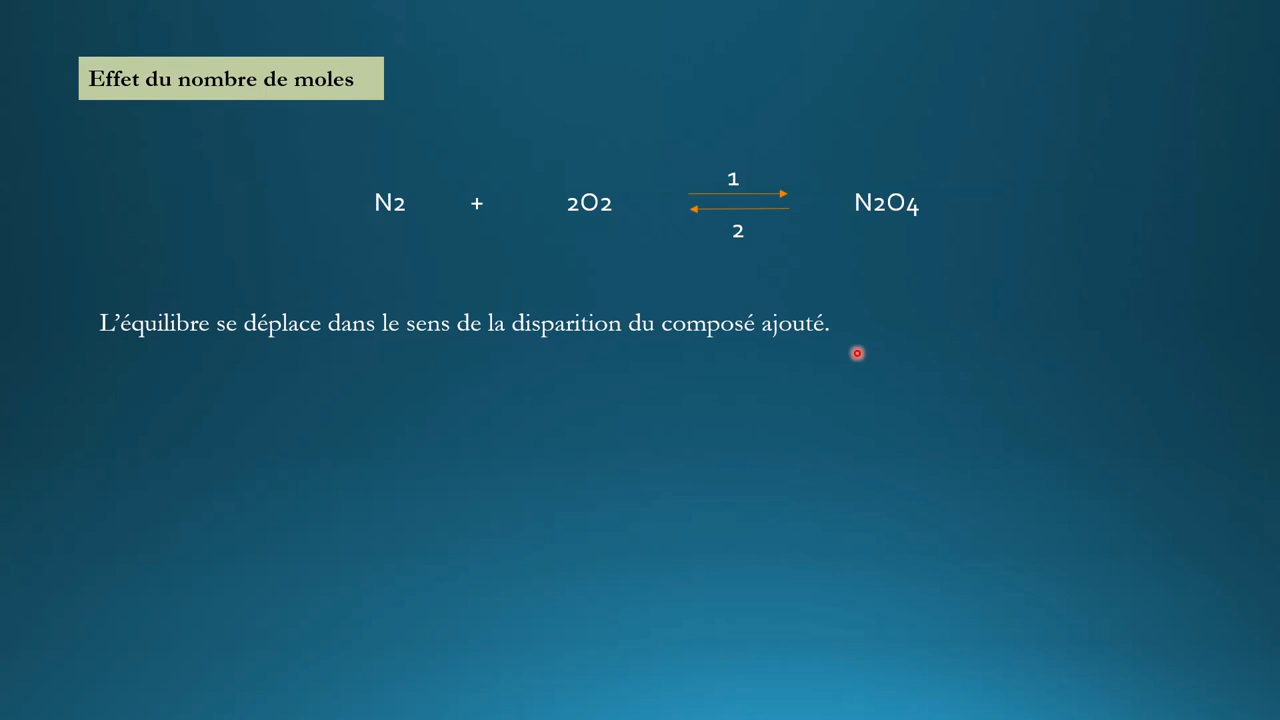 Effet du nombre de moles
1
N2 + 2O2 N2O4
2
L’équilibre se déplace dans le sens de la disparition du composé ajouté.